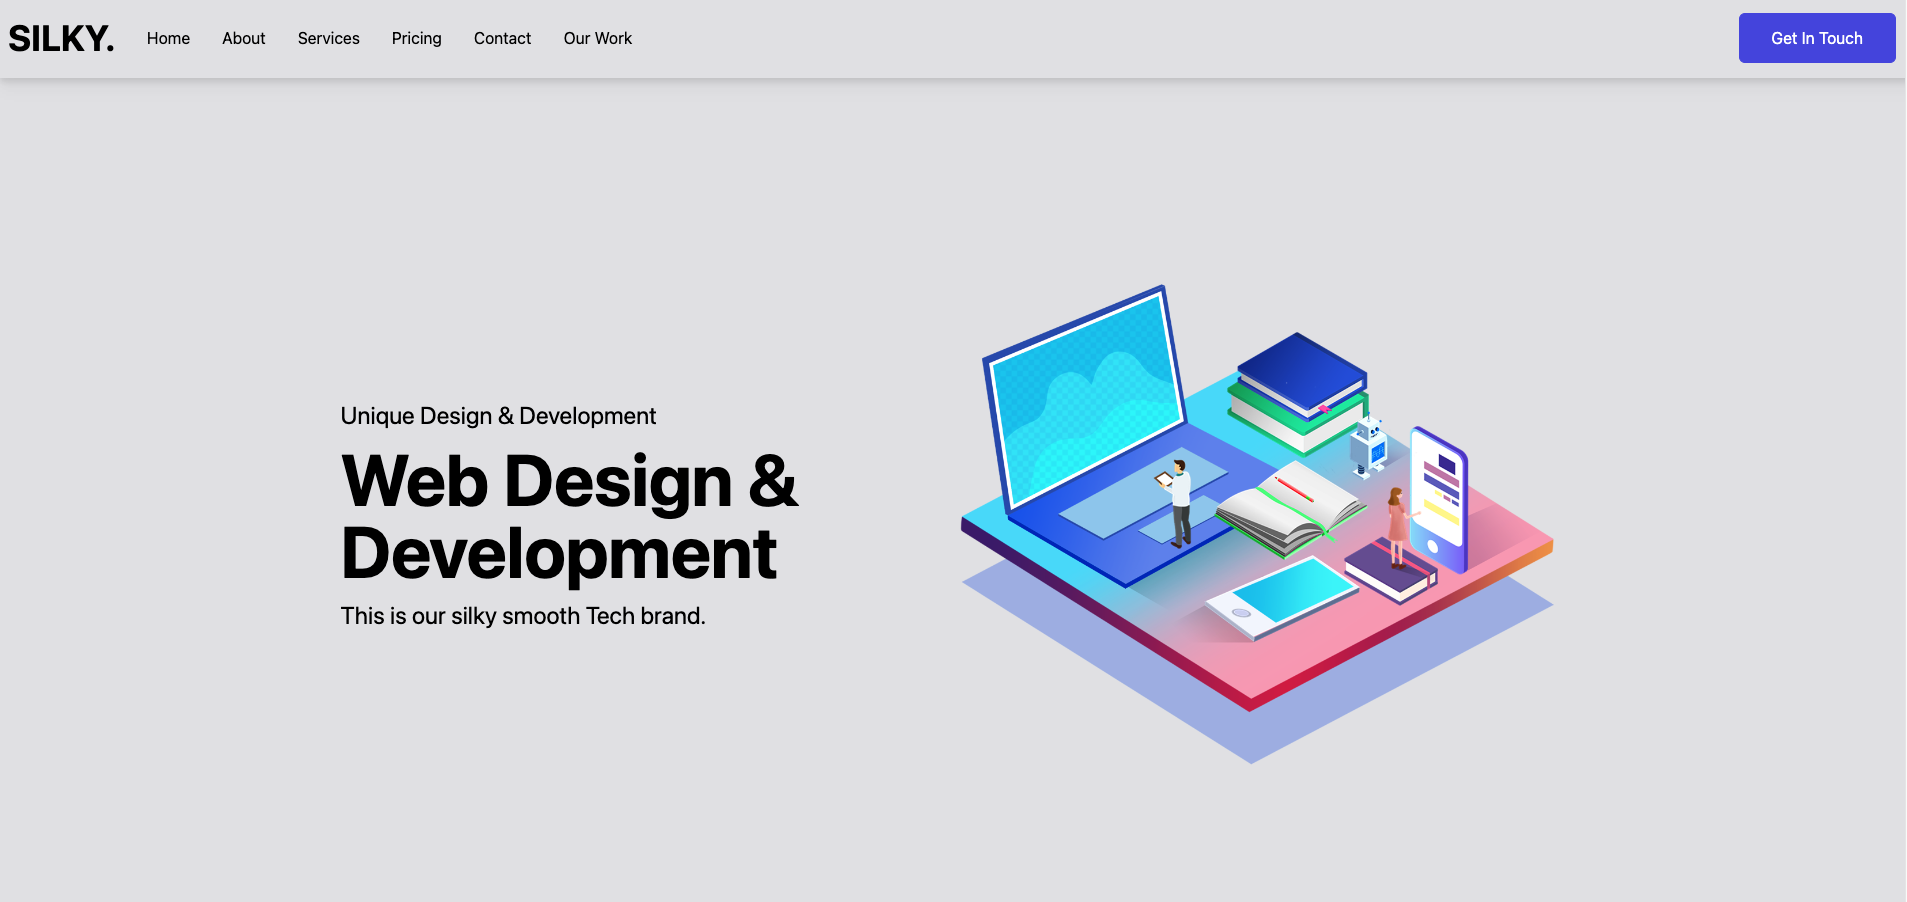 SILKY. Home About Services Pricing Contact Our Work Get In Touch
Unique Design & Development
Web Design &
Development
This is our silky smooth Tech brand.